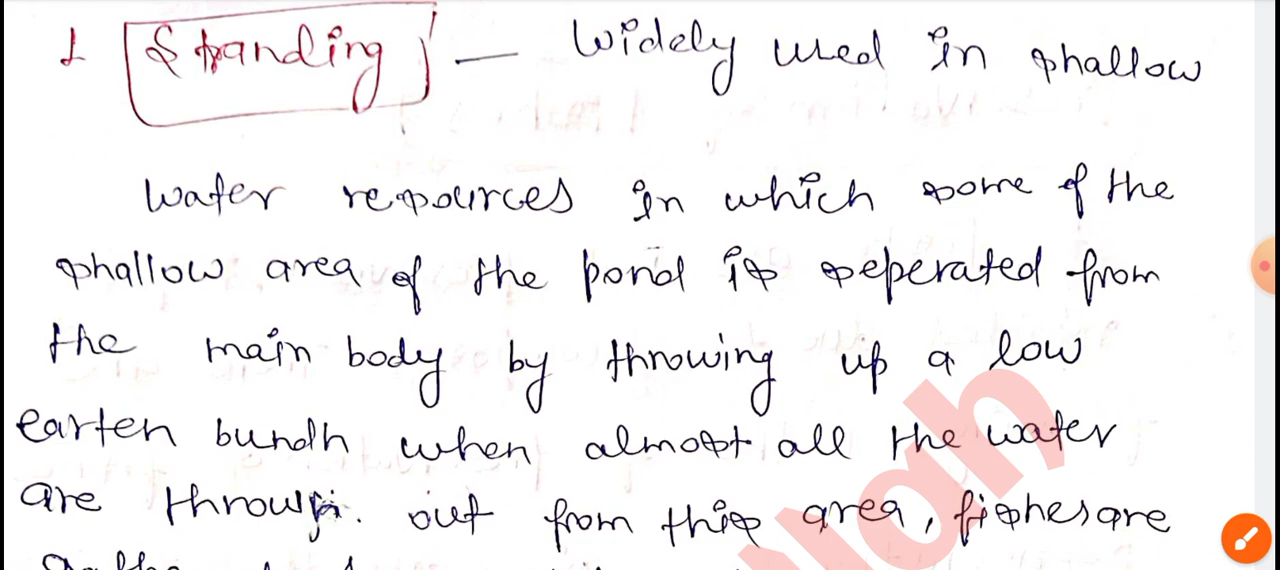 1 Stranding — Widely used in shallow
water resources in which some of the
shallow area of the pond is seperated from
the main body by throwing up a low
earten bundh when almost all the water
are thrown. out from this area, fishes are